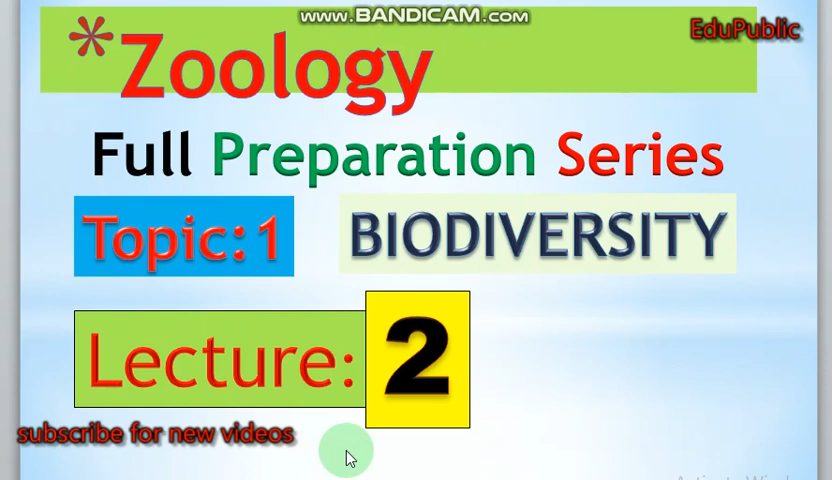 www.BANDICAM.com
EduPublic
*Zoology
Full Preparation Series
Topic:1 BIODIVERSITY
Lecture: 2
subscribe for new videos